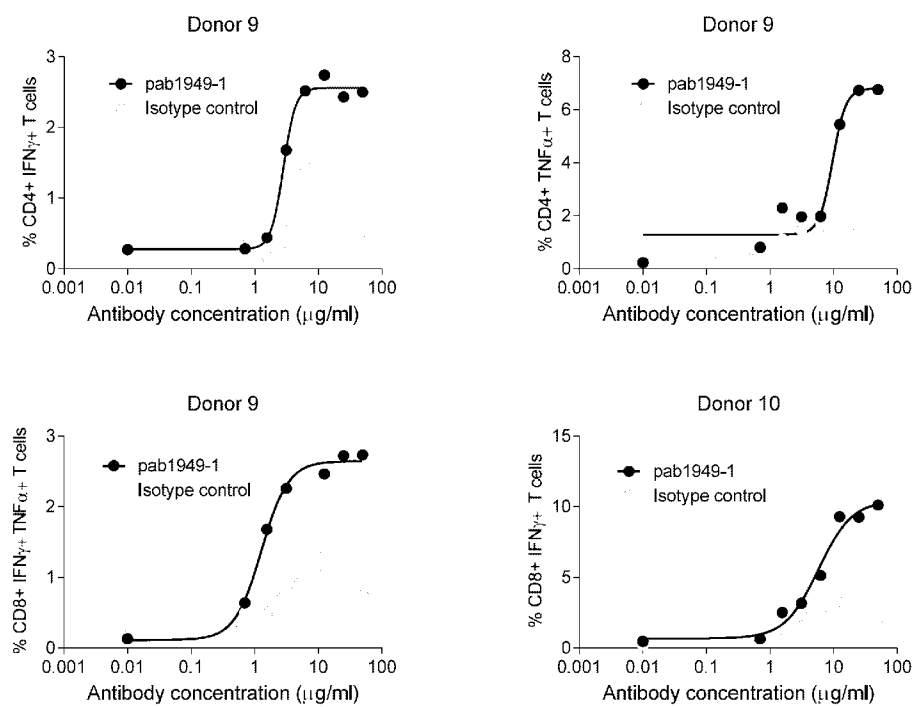 Donor 9
% CD4+ IFNγ+ T cells
3
2
1
0
pab1949-1
Isotype control
0.001 0.01 0.1 1 10 100
Antibody concentration (μg/ml)
Donor 9
% CD4+ TNFα+ T cells
8
6
4
2
0
pab1949-1
Isotype control
0.001 0.01 0.1 1 10 100
Antibody concentration (μg/ml)
Donor 9
% CD8+ IFNγ+ TNFα+ T cells
3
2
1
0
pab1949-1
Isotype control
0.001 0.01 0.1 1 10 100
Antibody concentration (μg/ml)
Donor 10
% CD8+ IFNγ+ T cells
15
10
5
0
pab1949-1
Isotype control
0.001 0.01 0.1 1 10 100
Antibody concentration (μg/ml)